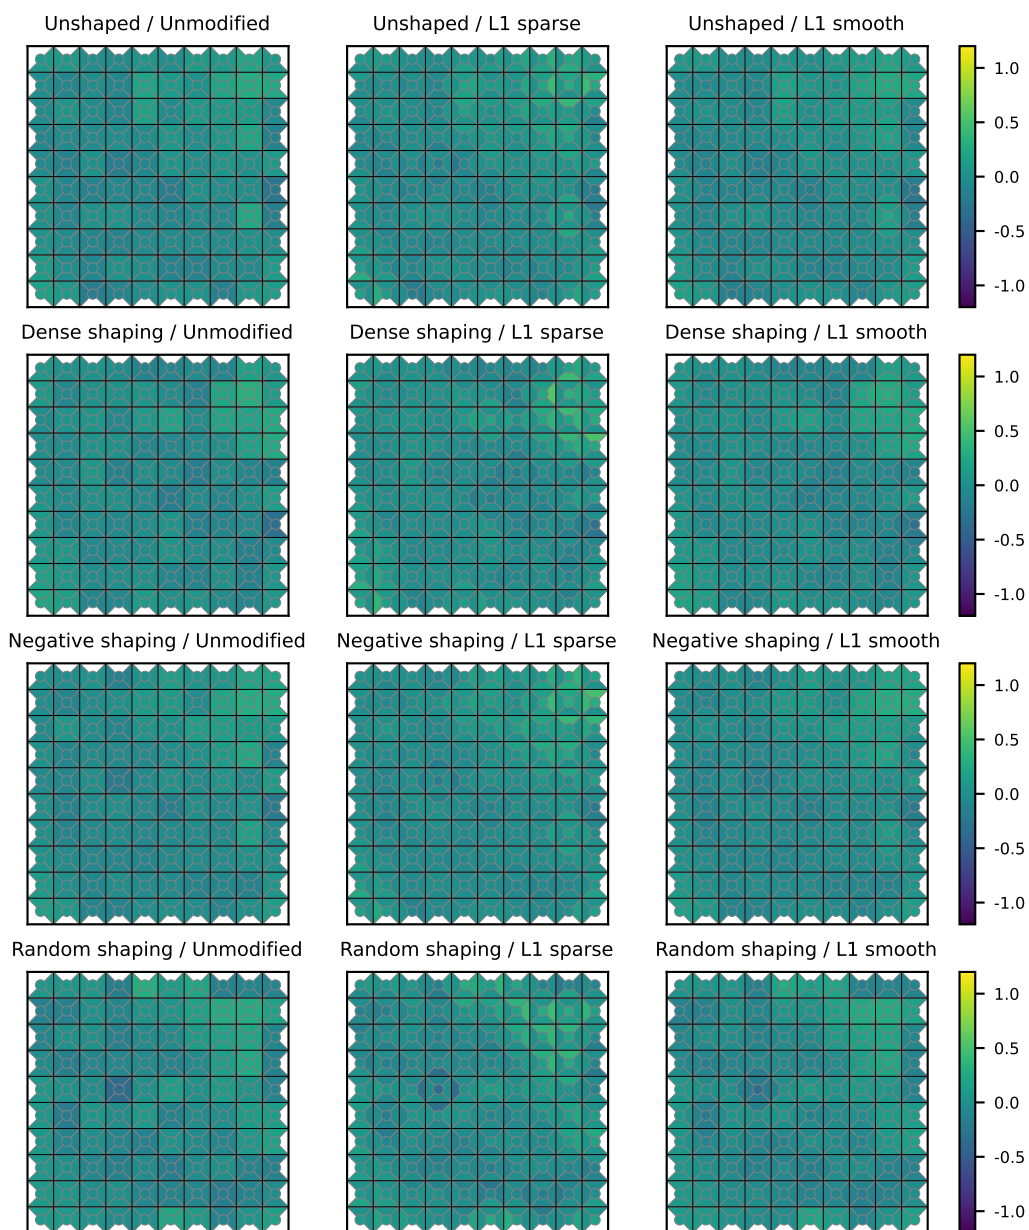 Unshaped / Unmodified
Unshaped / L1 sparse
Unshaped / L1 smooth
1.0
0.5
0.0
-0.5
-1.0
Dense shaping / Unmodified
Dense shaping / L1 sparse
Dense shaping / L1 smooth
1.0
0.5
0.0
-0.5
-1.0
Negative shaping / Unmodified
Negative shaping / L1 sparse
Negative shaping / L1 smooth
1.0
0.5
0.0
-0.5
-1.0
Random shaping / Unmodified
Random shaping / L1 sparse
Random shaping / L1 smooth
1.0
0.5
0.0
-0.5
-1.0